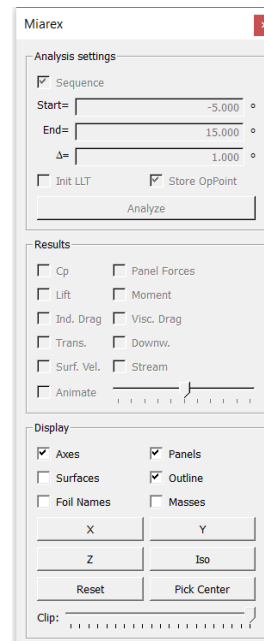 Miarex
Analysis settings
Sequence
Start= -5.000 °
End= 15.000 °
Δ= 1.000 °
Init LLT Store OpPoint
Analyze
Results
Cp Panel Forces
Lift Moment
Ind. Drag Visc. Drag
Trans. Downw.
Surf. Vel. Stream
Animate
Display
Axes Panels
Surfaces Outline
Foil Names Masses
X Y
Z Iso
Reset Pick Center
Clip: